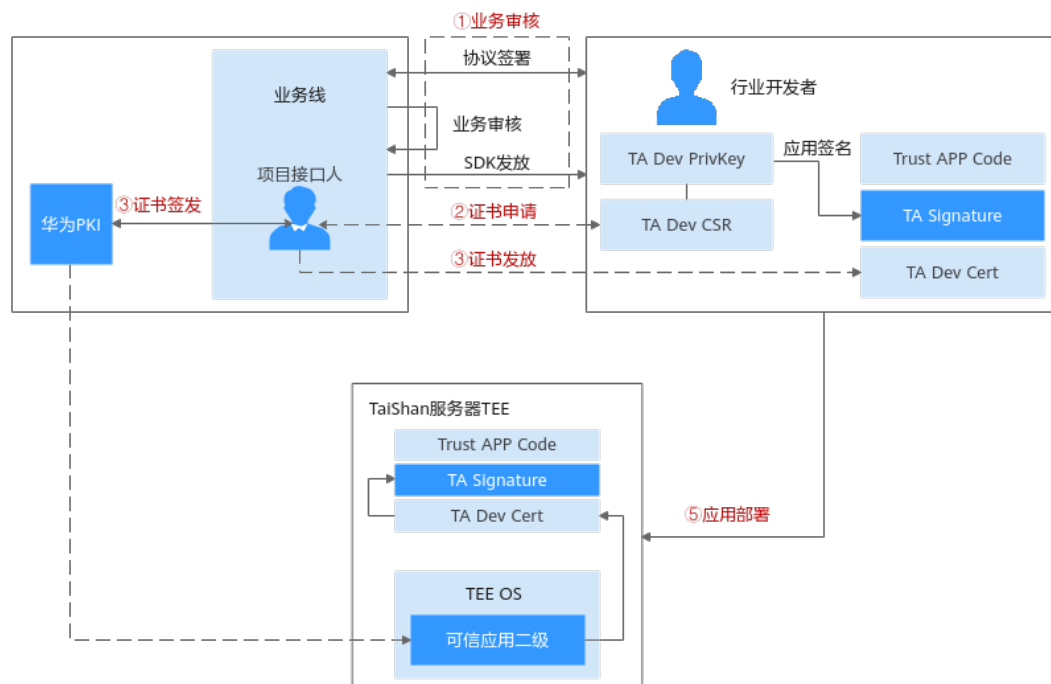 ①业务审核
协议签署
业务线
行业开发者
业务审核
TA Dev PrivKey
应用签名
Trust APP Code
SDK发放
项目接口人
③证书签发
②证书申请
华为PKI
TA Dev CSR
TA Signature
③证书发放
TA Dev Cert
TaiShan服务器TEE
Trust APP Code
TA Signature
TA Dev Cert
⑤应用部署
TEE OS
可信应用二级